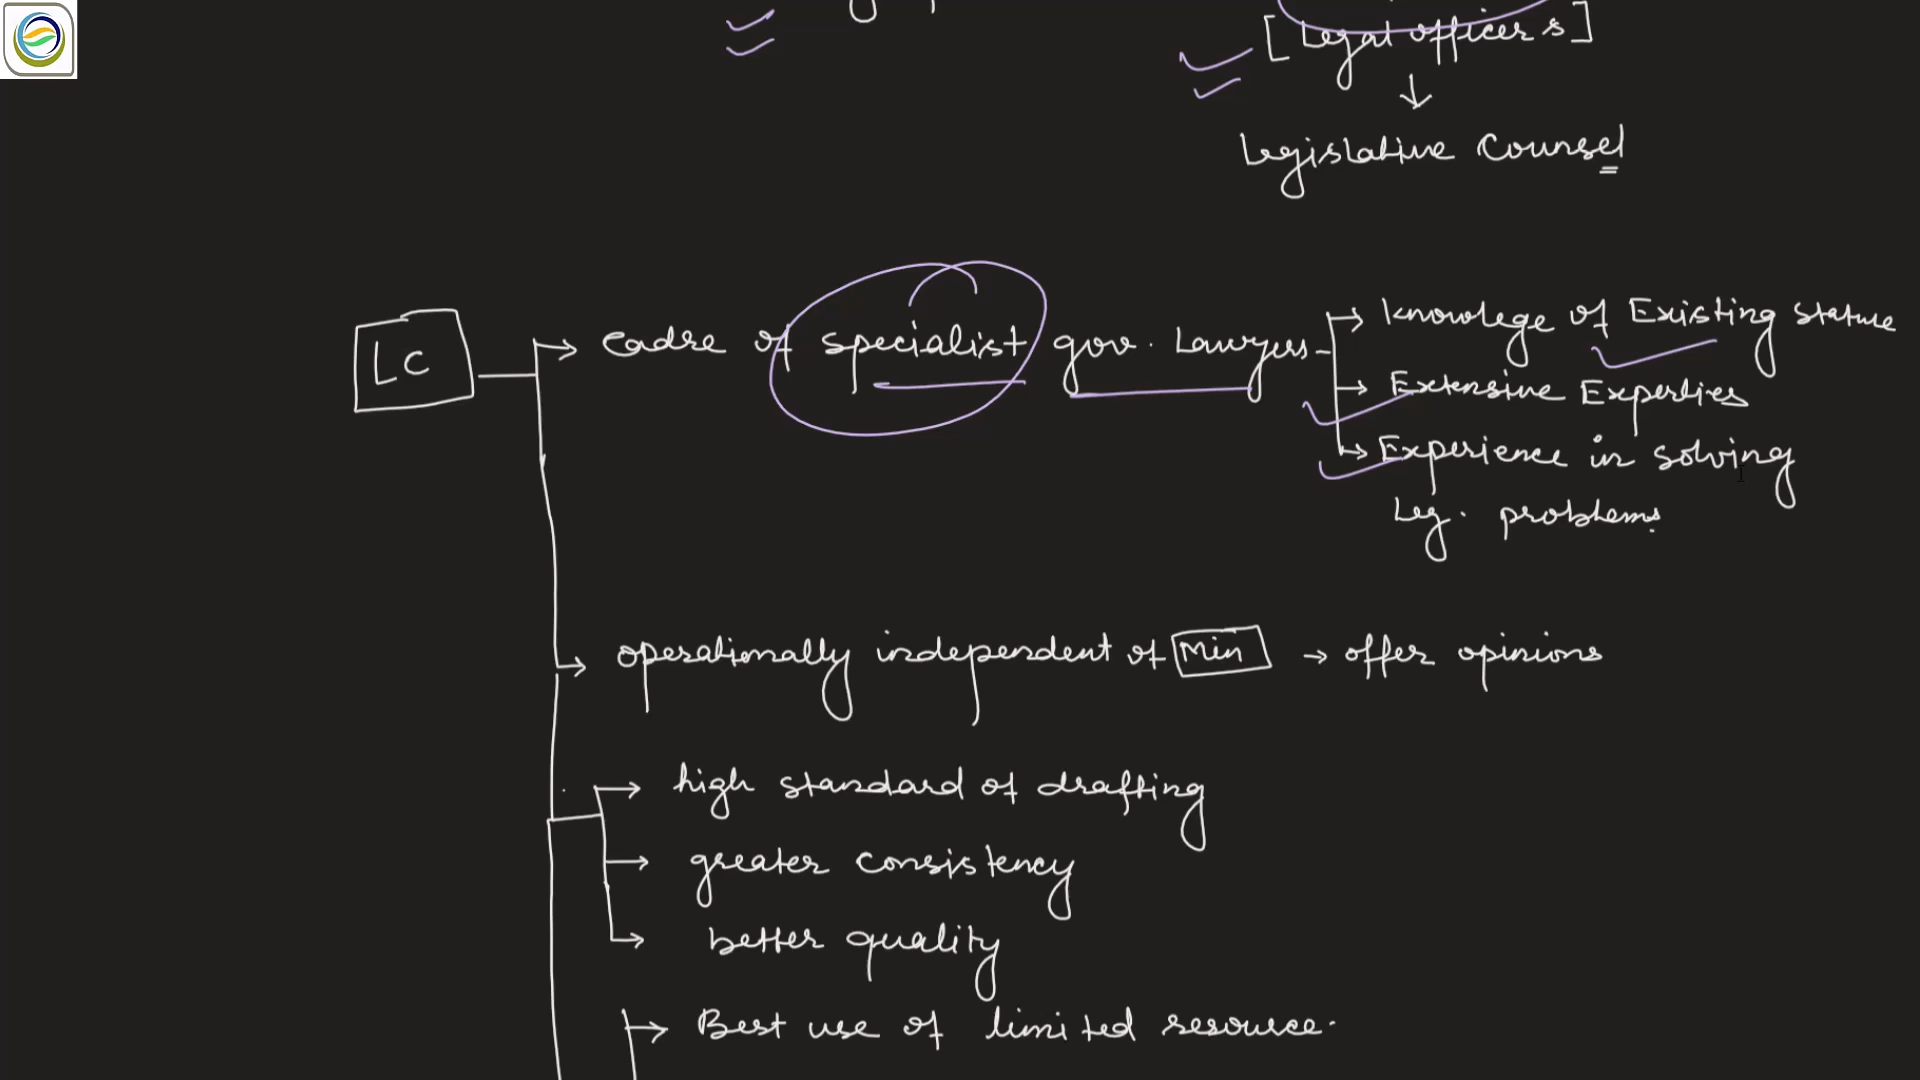 [Legal officers]
↓
Legislative Counsel
LC
→ Cadre of specialist gov. Lawyers
→ Knowlege of Existing stature
→ Extensive Experties
→ Experience in solving
Leg. problems
→ operationally independent of Min → offer opinions
→ high standard of drafting
→ greater consistency
→ better quality
→ Best use of limited resource.